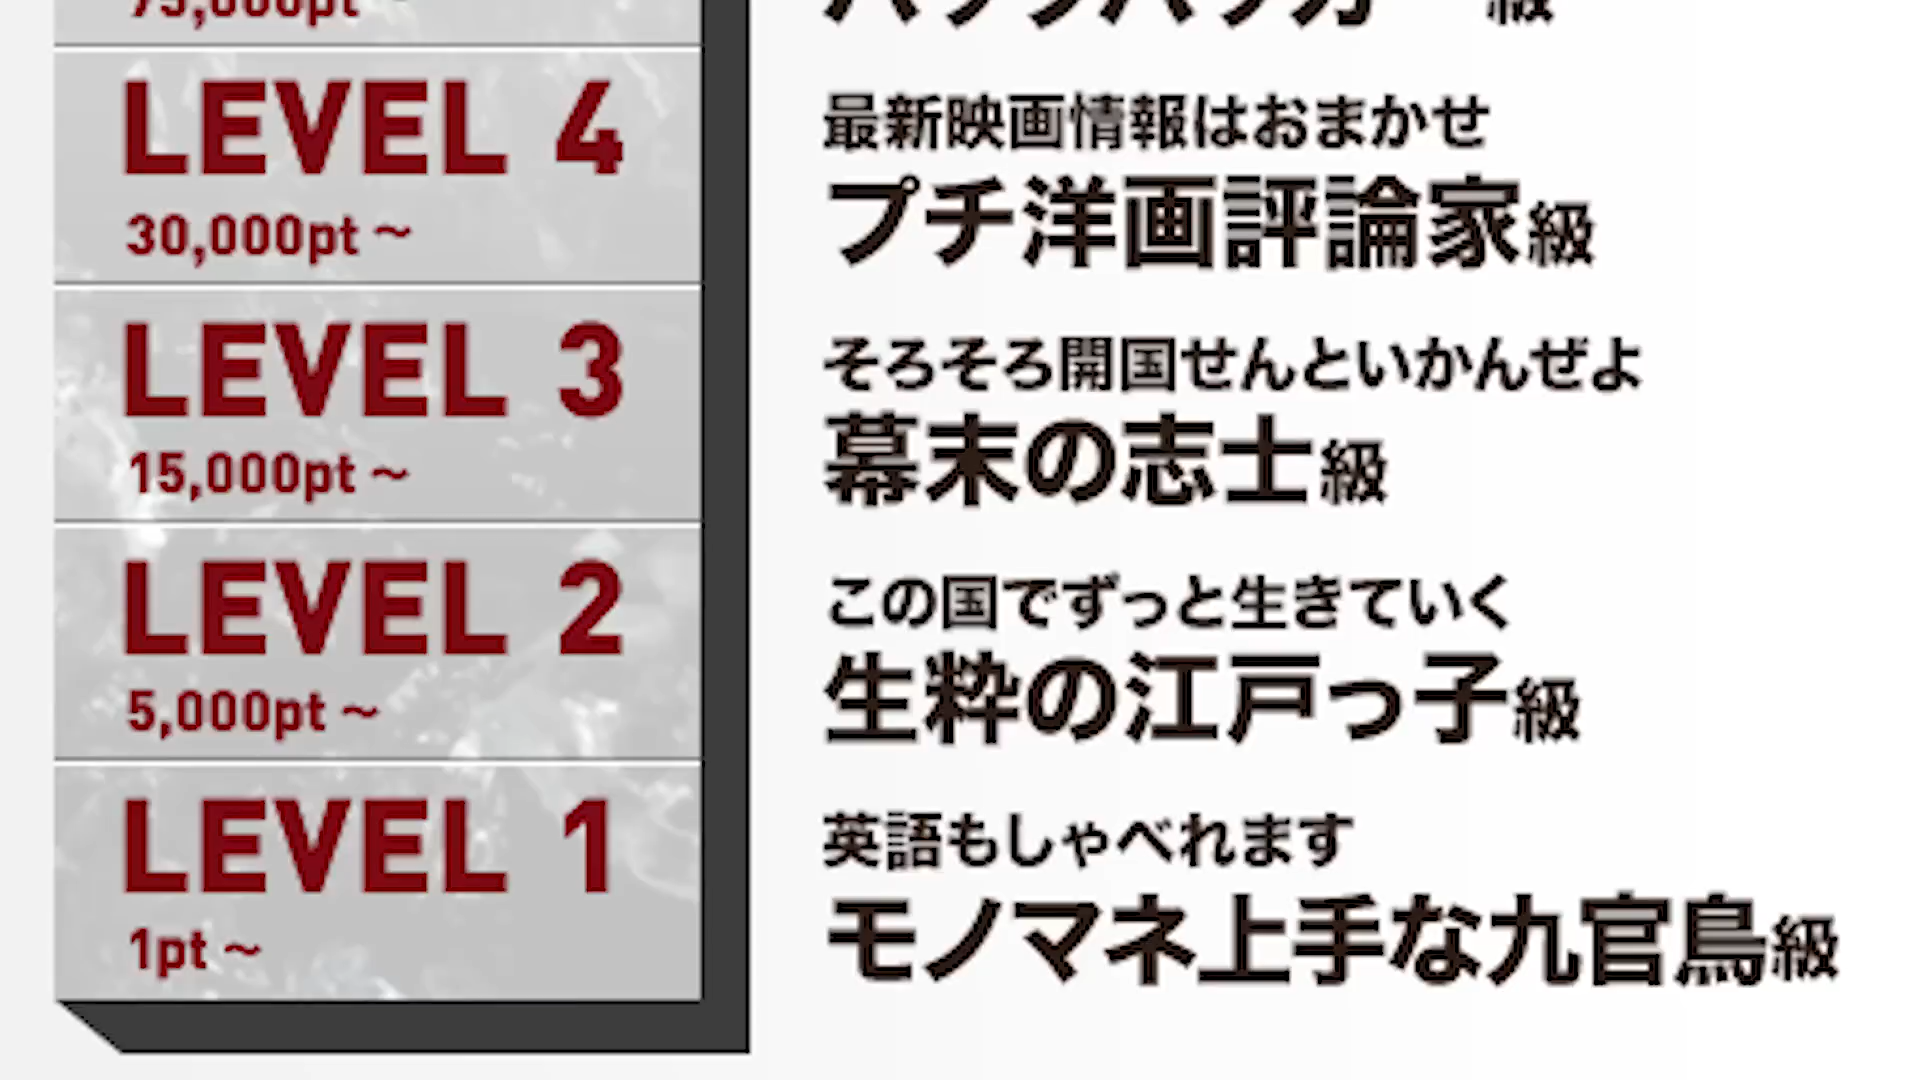 75,000pt ~
級
LEVEL 4
30,000pt ~
最新映画情報はおまかせ
プチ洋画評論家級
LEVEL 3
15,000pt ~
そろそろ開国せんといかんぜよ
幕末の志士級
LEVEL 2
5,000pt ~
この国でずっと生きていく
生粋の江戸っ子級
LEVEL 1
1pt ~
英語もしゃべれます
モノマネ上手な九官鳥級